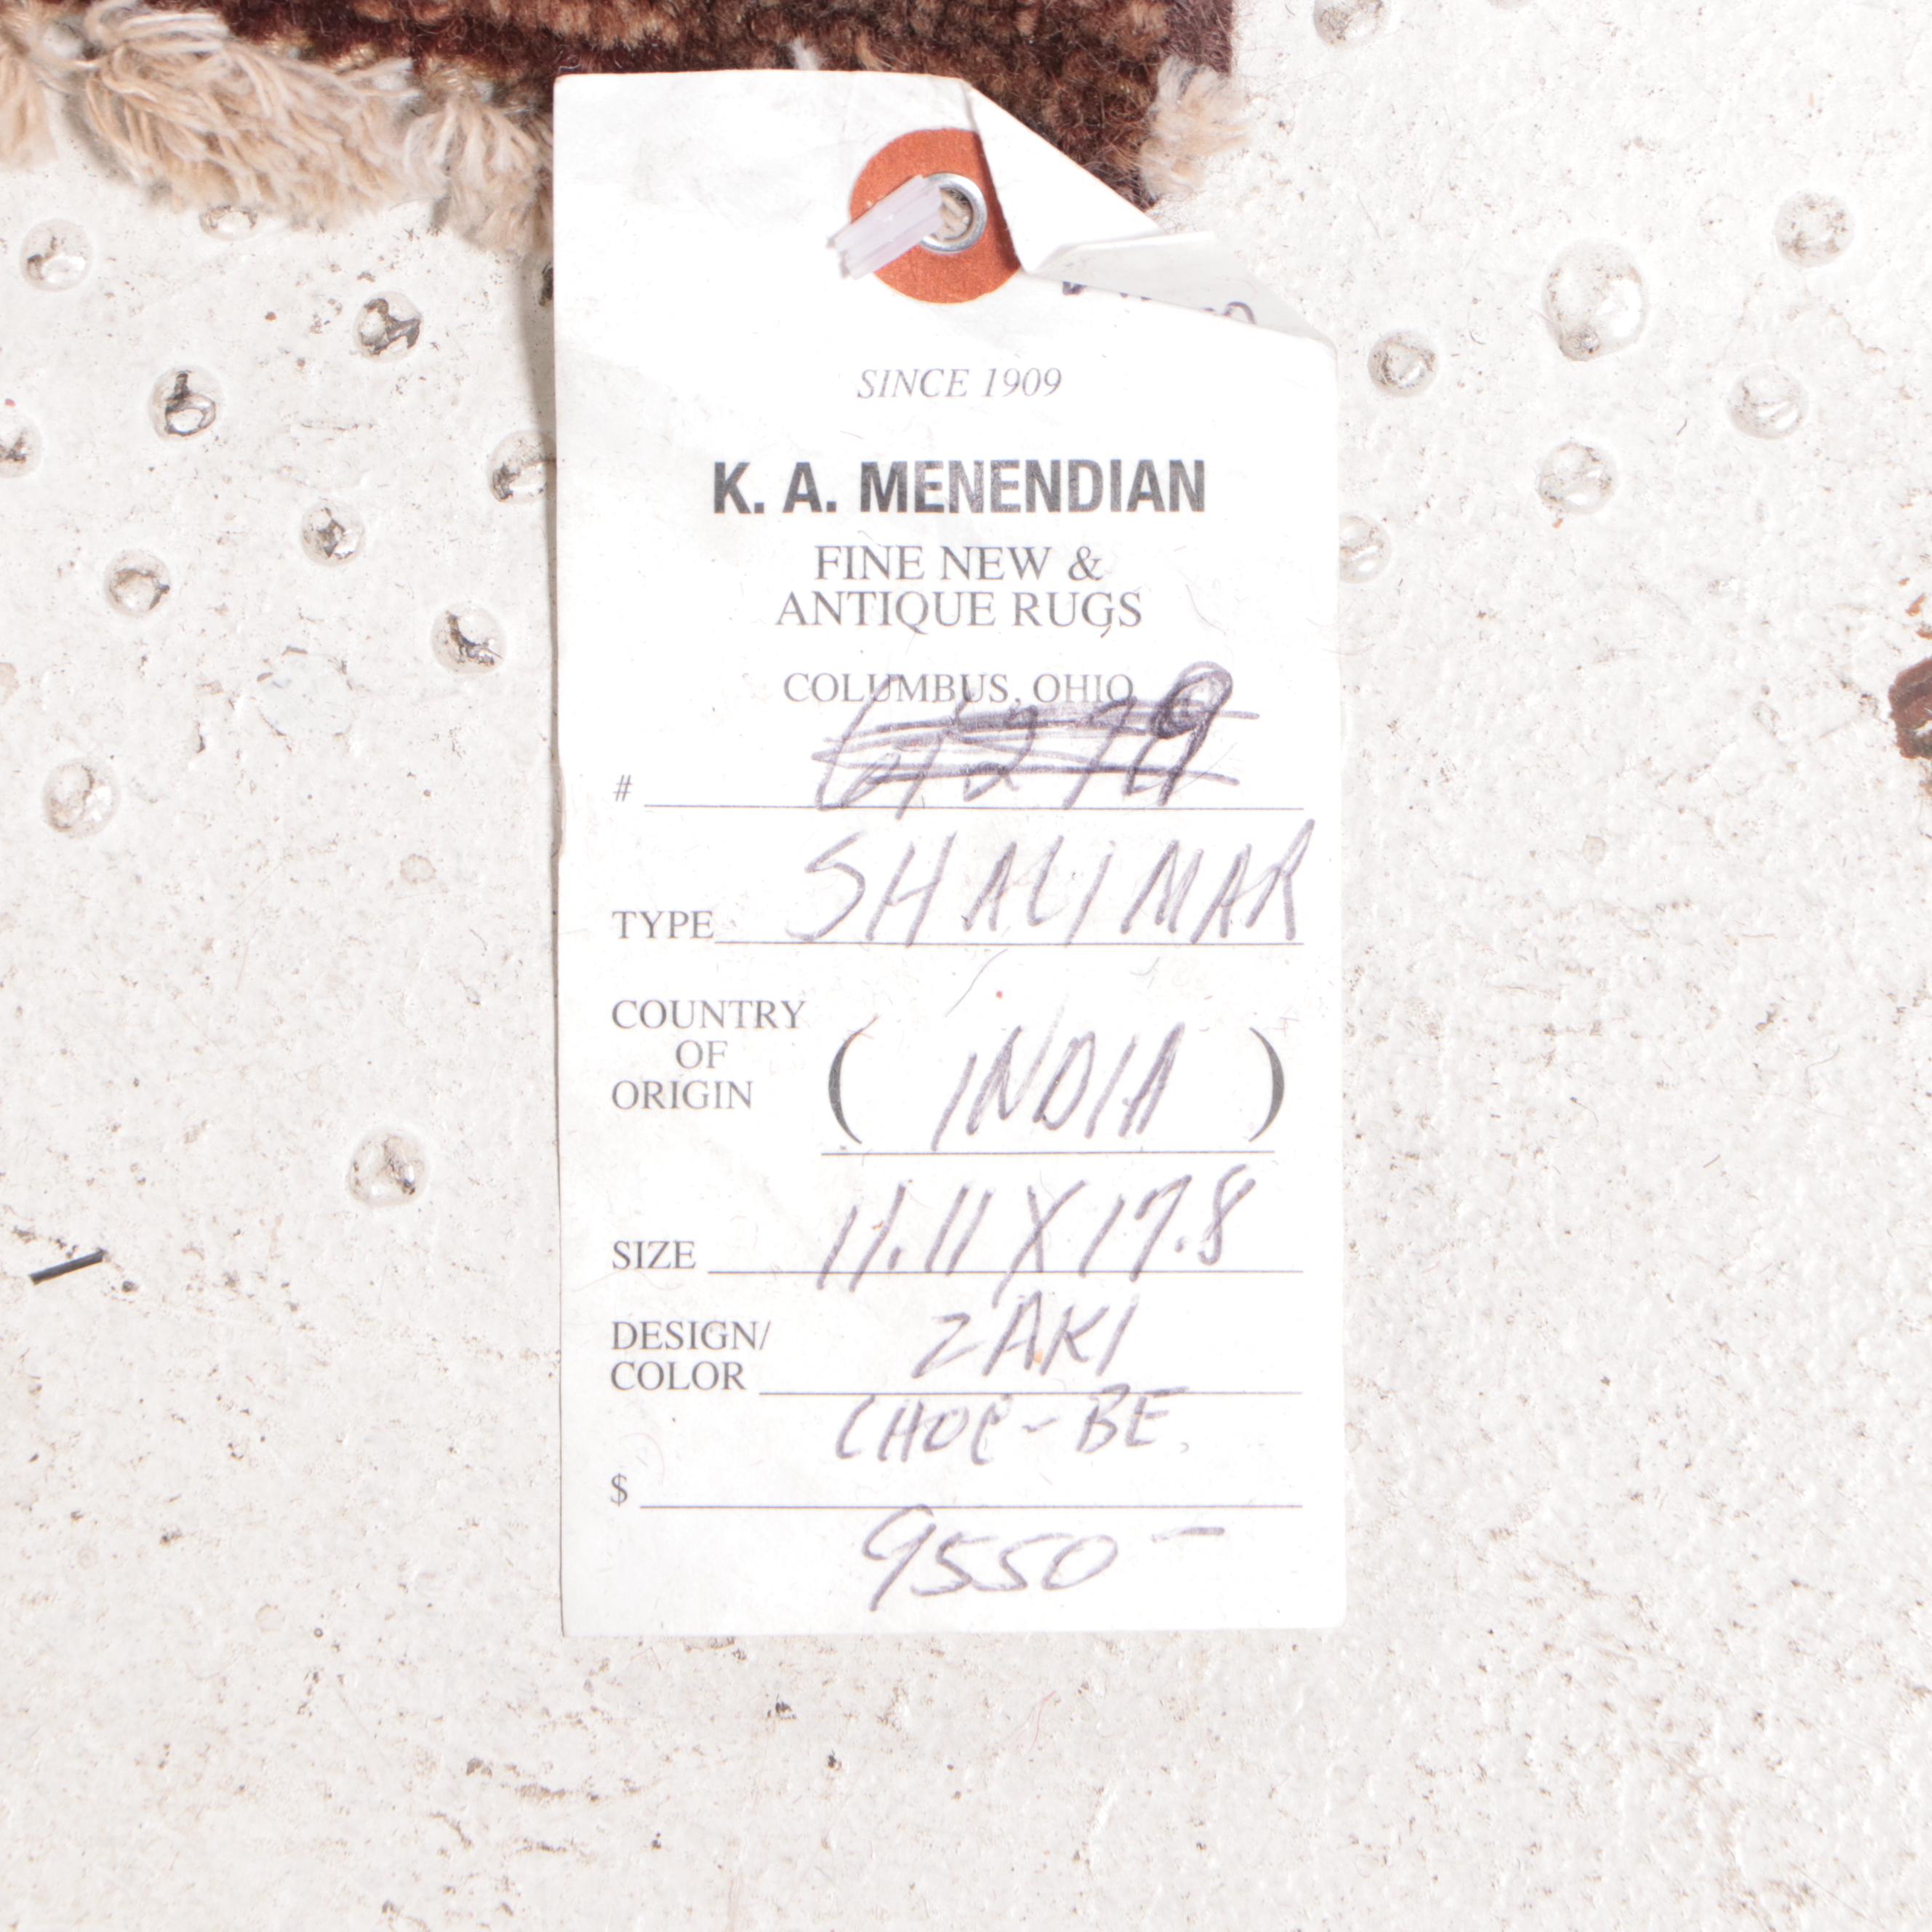 SINCE 1909
K. A. MENENDIAN
FINE NEW &
ANTIQUE RUGS
COLUMBUS, OHIO
#
TYPE SHALIMAR
COUNTRY
OF
ORIGIN ( INDIA )
SIZE 11.11 X 17.8
DESIGN/ ZAKI
COLOR
CHOC-BE.
$
9550-